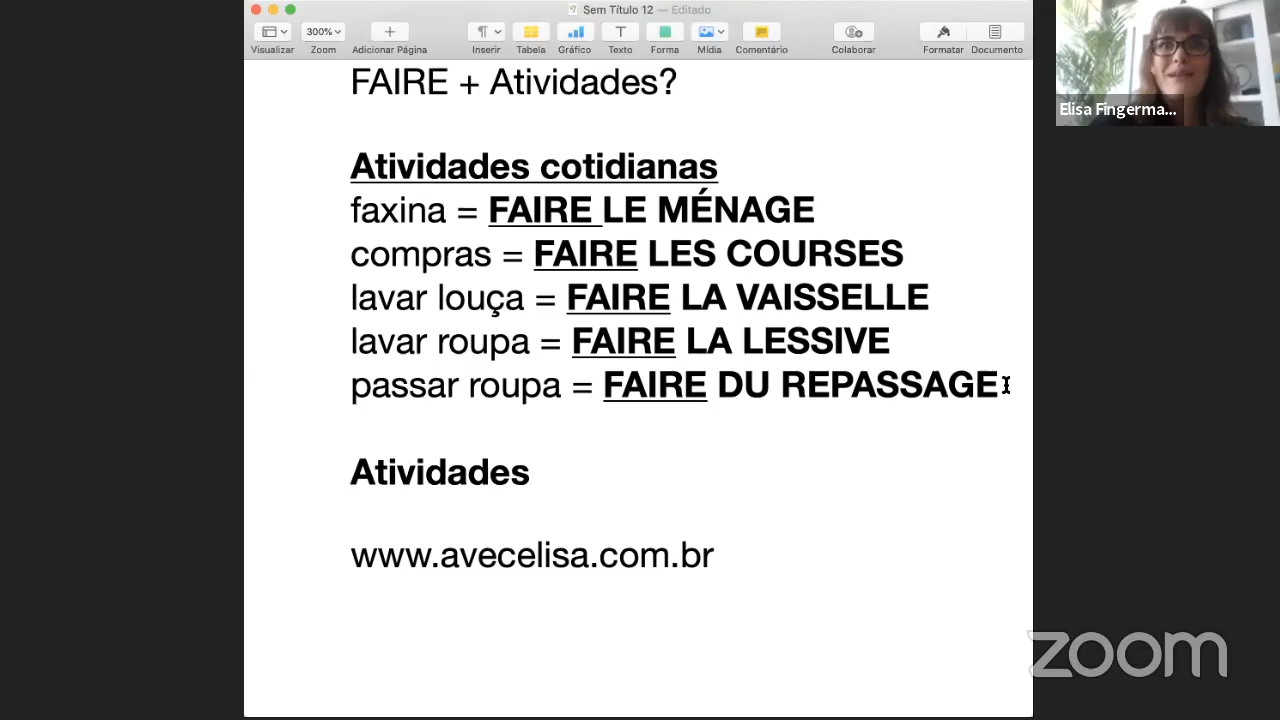 Sem Título 12 — Editado
300%
Visualizar Zoom Adicionar Página Inserir Tabela Gráfico Texto Forma Mídia Comentário Colaborar Formatar Documento
Elisa Fingerma...
FAIRE + Atividades?
Atividades cotidianas
faxina = FAIRE LE MÉNAGE
compras = FAIRE LES COURSES
lavar louça = FAIRE LA VAISSELLE
lavar roupa = FAIRE LA LESSIVE
passar roupa = FAIRE DU REPASSAGE
Atividades
www.avecelisa.com.br
zoom